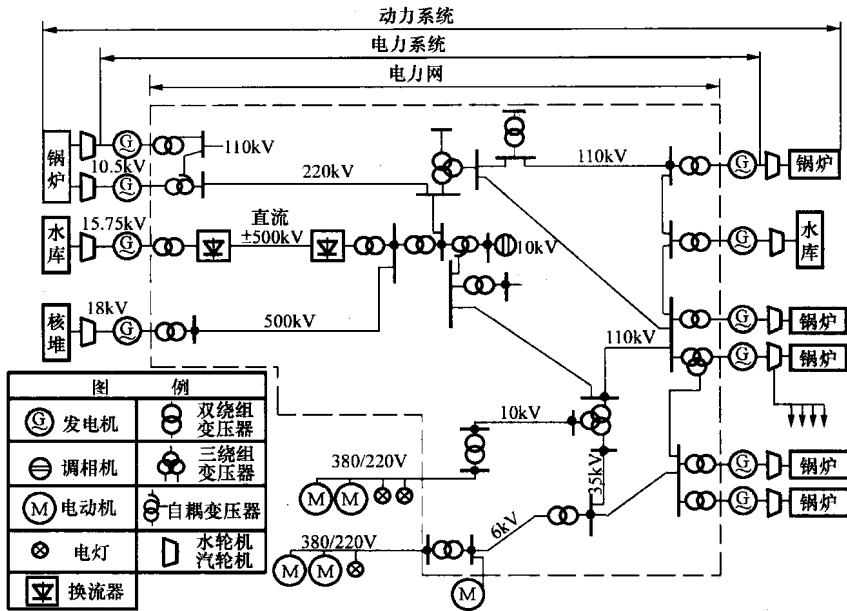 动力系统
电力系统
电力网
锅炉
G
10.5kV
G
110kV
220kV
110kV
G
锅炉
水库
15.75kV
G
直流
±500kV
10kV
G
水库
核堆
18kV
G
500kV
G
锅炉
110kV
G
锅炉
图 例
G 发电机
双绕组
变压器
调相机
三绕组
变压器
M 电动机
自耦变压器
电灯
水轮机
汽轮机
换流器
10kV
380/220V
M M
35kV
G
锅炉
G
锅炉
6kV
380/220V
M M
M